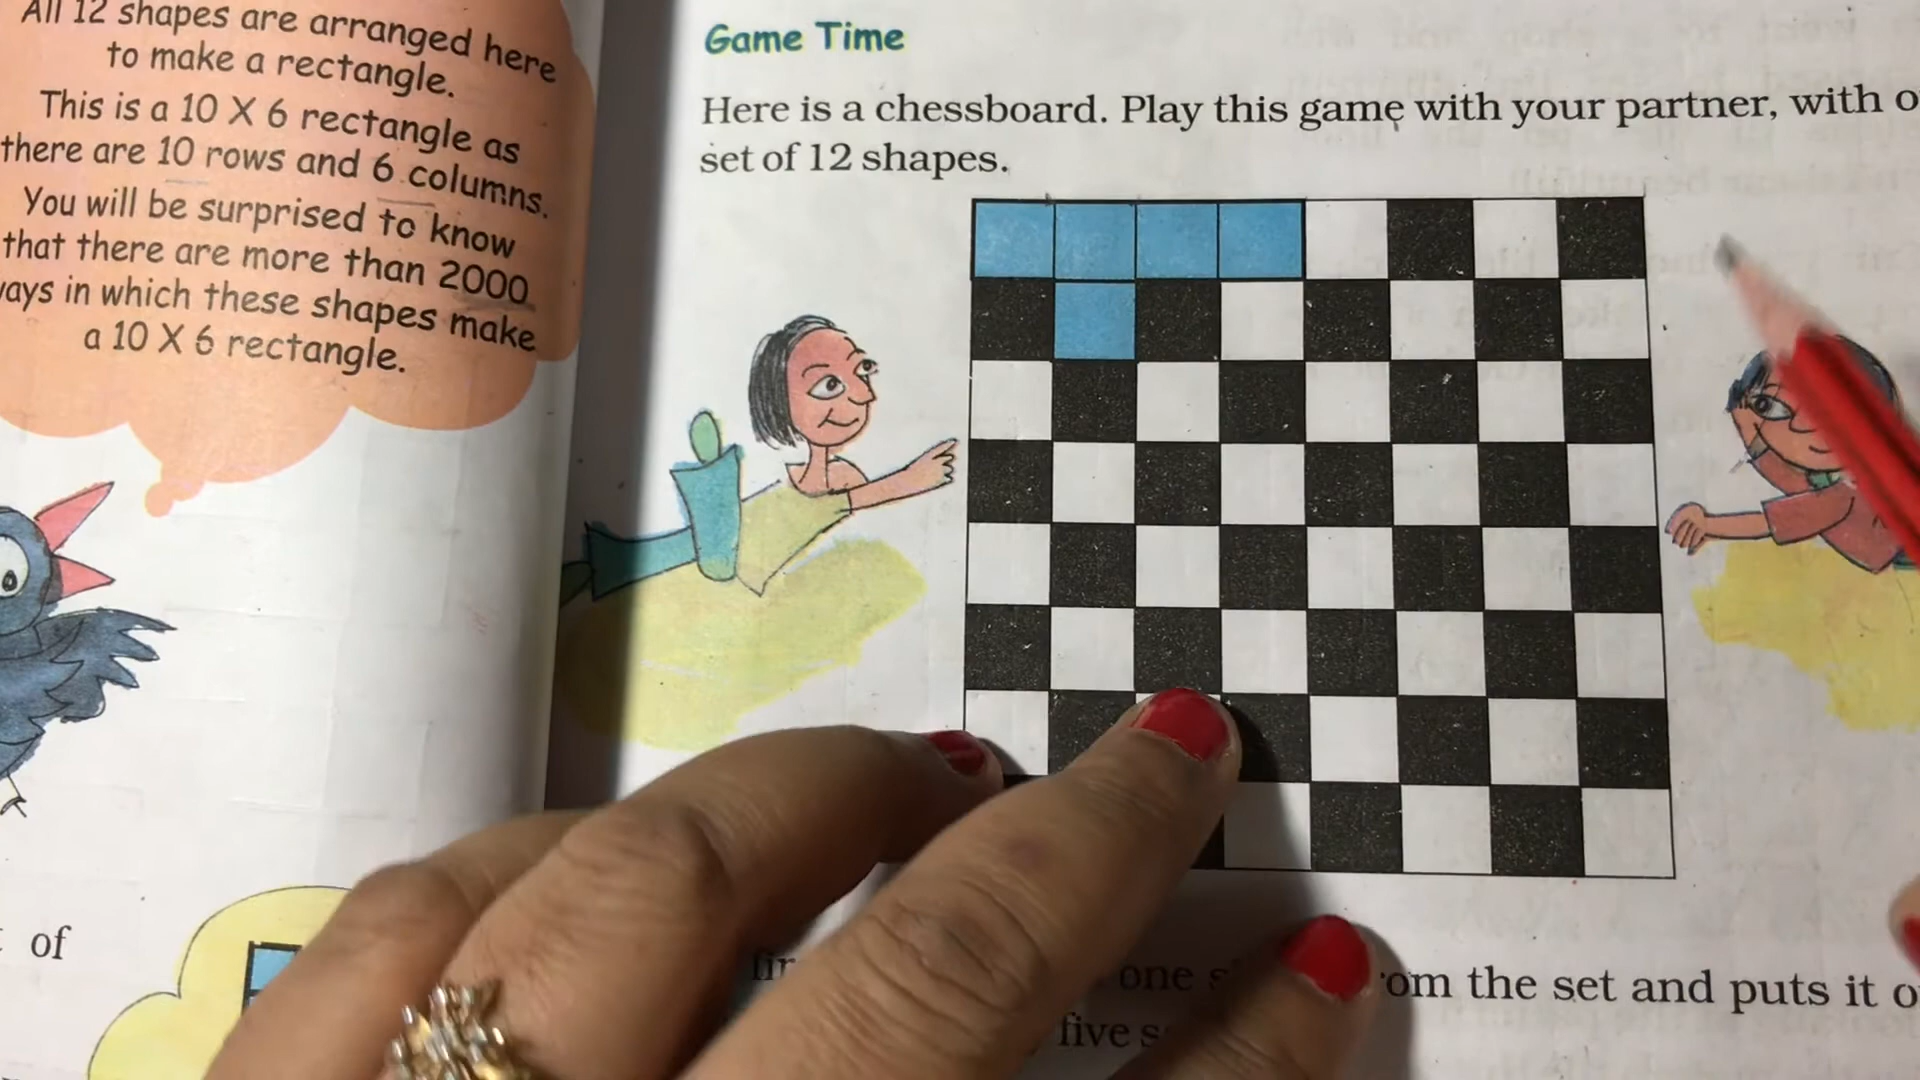 All 12 shapes are arranged here
to make a rectangle.
This is a 10 X 6 rectangle as
there are 10 rows and 6 columns.
You will be surprised to know
that there are more than 2000
ways in which these shapes make
a 10 X 6 rectangle.
of
Game Time
Here is a chessboard. Play this game with your partner, with
set of 12 shapes.
one from the set and puts it
five